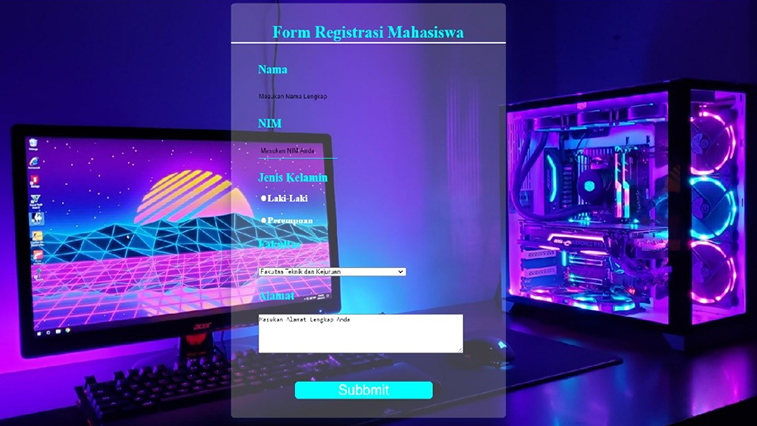 Form Registrasi Mahasiswa
Nama
Masukan Nama Lengkap
NIM
Masukan NIM Anda
Jenis Kelamin
Laki-Laki
Perempuan
Fakultas
Fakultas Teknik dan Kejuruan
Alamat
Masukan Alamat Lengkap Anda
Subbmit
acer